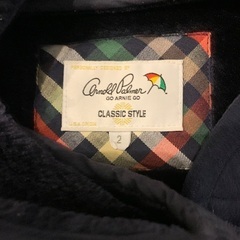 Arnold Palmer
GO ARNIE GO
CLASSIC STYLE
2